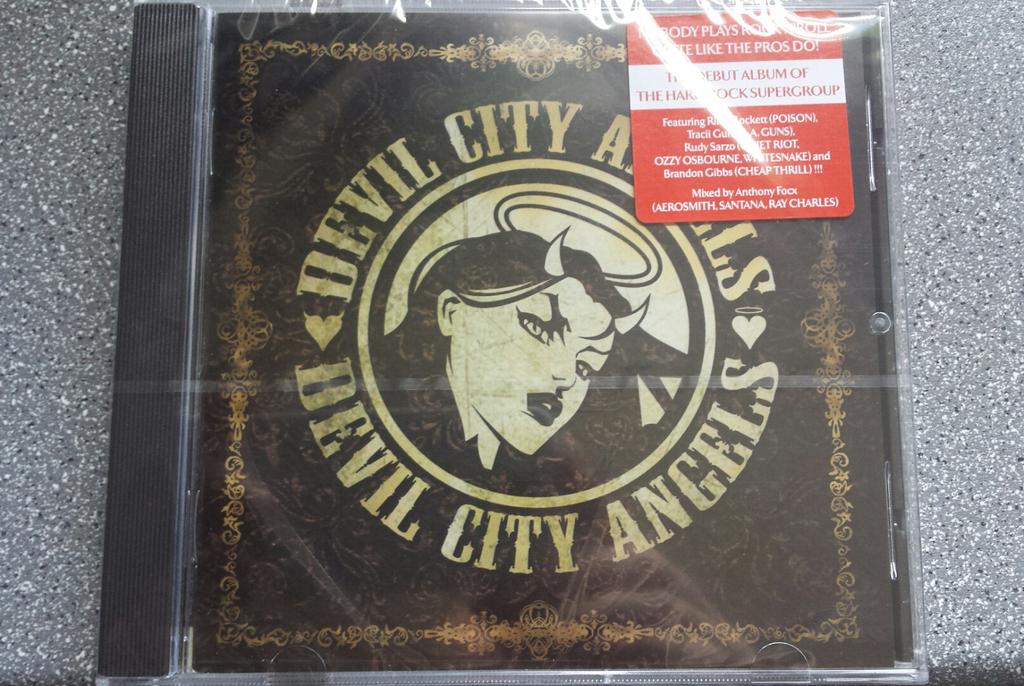 DEVIL CITY ANGELS
DEVIL CITY ANGELS
PLAYS
LIKE THE PROS DO!
DEBUT ALBUM OF
THE HARD ROCK SUPERGROUP
Featuring (POISON),
Tracii GUNS),
Rudy Sarzo RIOT,
OZZY OSBOURNE, WHITESNAKE) and
Brandon Gibbs (CHEAP THRILL) !!!
Mixed by Anthony Focx
(AEROSMITH, SANTANA, RAY CHARLES)